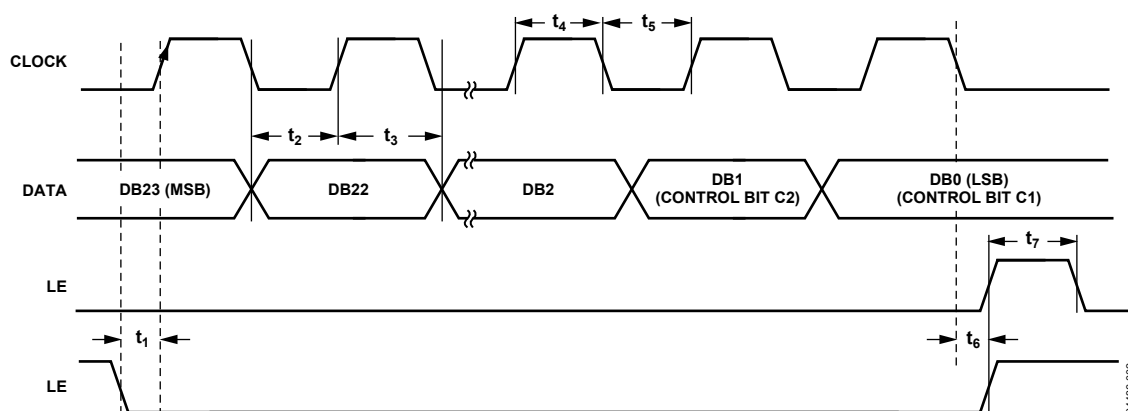 CLOCK
t4
t5
t2
t3
DATA
DB23 (MSB)
DB22
DB2
DB1
(CONTROL BIT C2)
DB0 (LSB)
(CONTROL BIT C1)
t7
LE
t1
t6
LE